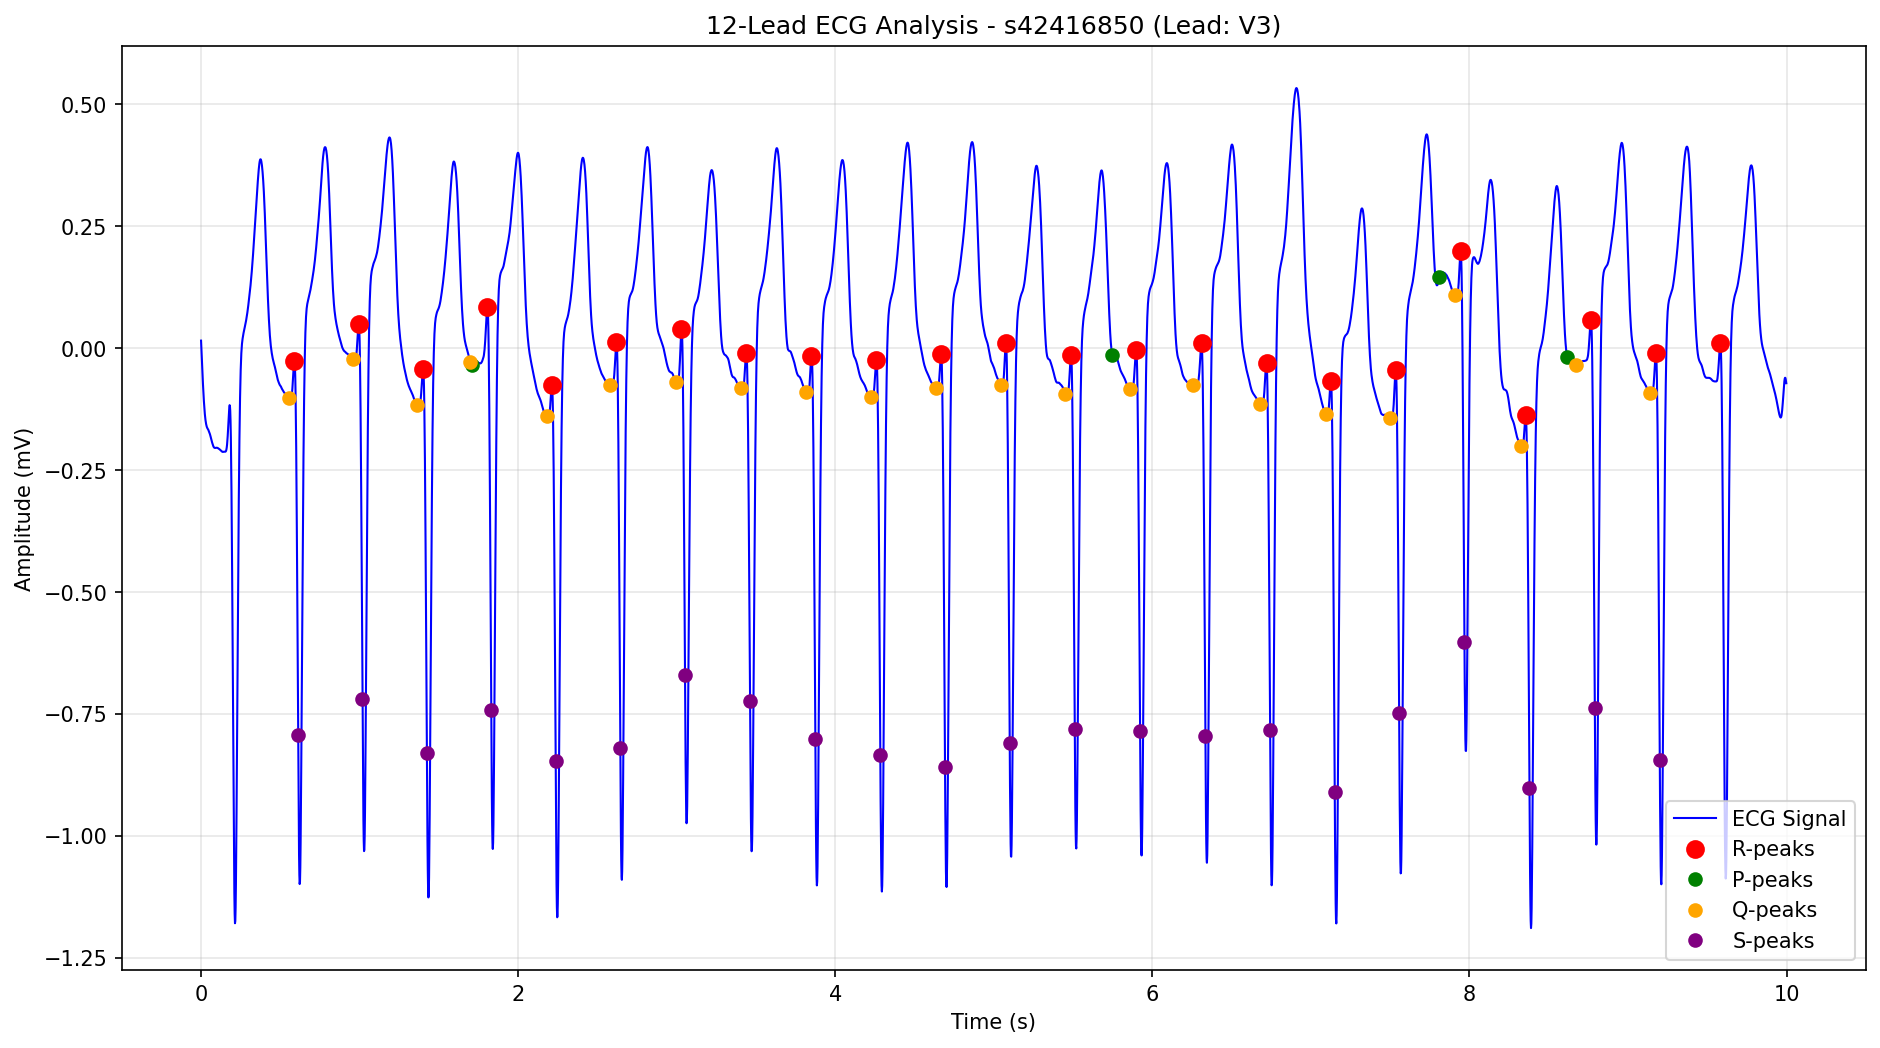 12-Lead ECG Analysis - s42416850 (Lead: V3)
0.50
0.25
0.00
−0.25
−0.50
−0.75
−1.00
−1.25
Amplitude (mV)
0 2 4 6 8 10
Time (s)
ECG Signal
R-peaks
P-peaks
Q-peaks
S-peaks